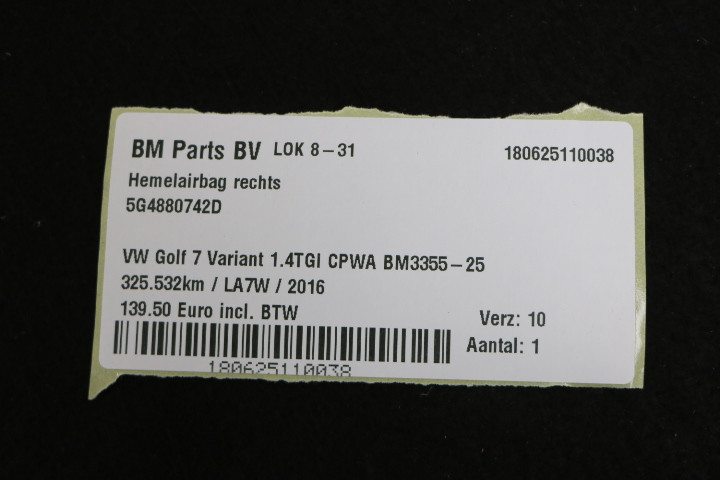 BM Parts BV LOK 8-31 180625110038
Hemelairbag rechts
5G4880742D
VW Golf 7 Variant 1.4TGI CPWA BM3355-25
325.532km / LA7W / 2016
139.50 Euro incl. BTW
Verz: 10
Aantal: 1
180625110038